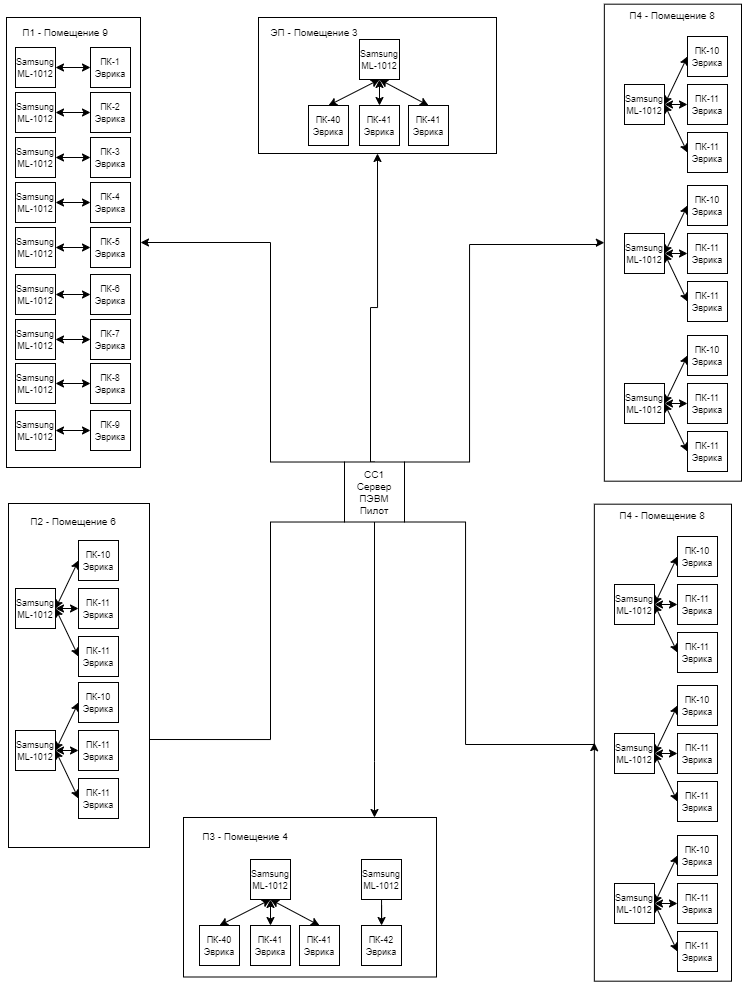 П1 - Помещение 9
Samsung
ML-1012
ПК-1
Эврика
Samsung
ML-1012
ПК-2
Эврика
Samsung
ML-1012
ПК-3
Эврика
Samsung
ML-1012
ПК-4
Эврика
Samsung
ML-1012
ПК-5
Эврика
Samsung
ML-1012
ПК-6
Эврика
Samsung
ML-1012
ПК-7
Эврика
Samsung
ML-1012
ПК-8
Эврика
Samsung
ML-1012
ПК-9
Эврика
ЭП - Помещение 3
Samsung
ML-1012
ПК-40
Эврика
ПК-41
Эврика
ПК-41
Эврика
П4 - Помещение 8
Samsung
ML-1012
ПК-10
Эврика
ПК-11
Эврика
ПК-11
Эврика
Samsung
ML-1012
ПК-10
Эврика
ПК-11
Эврика
ПК-11
Эврика
Samsung
ML-1012
ПК-10
Эврика
ПК-11
Эврика
ПК-11
Эврика
СС1
Сервер
ПЭВМ
Пилот
П2 - Помещение 6
Samsung
ML-1012
ПК-10
Эврика
ПК-11
Эврика
ПК-11
Эврика
Samsung
ML-1012
ПК-10
Эврика
ПК-11
Эврика
ПК-11
Эврика
П3 - Помещение 4
Samsung
ML-1012
ПК-40
Эврика
ПК-41
Эврика
ПК-41
Эврика
Samsung
ML-1012
ПК-42
Эврика
П4 - Помещение 8
Samsung
ML-1012
ПК-10
Эврика
ПК-11
Эврика
ПК-11
Эврика
Samsung
ML-1012
ПК-10
Эврика
ПК-11
Эврика
ПК-11
Эврика
Samsung
ML-1012
ПК-10
Эврика
ПК-11
Эврика
ПК-11
Эврика